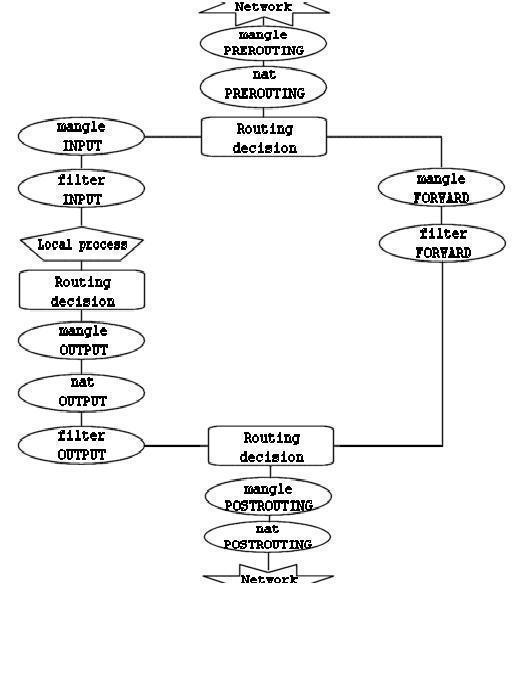 Network
mangle
PREROUTING
nat
PREROUTING
Routing
decision
mangle
INPUT
filter
INPUT
Local process
Routing
decision
mangle
OUTPUT
nat
OUTPUT
filter
OUTPUT
mangle
FORWARD
filter
FORWARD
Routing
decision
mangle
POSTROUTING
nat
POSTROUTING
Network